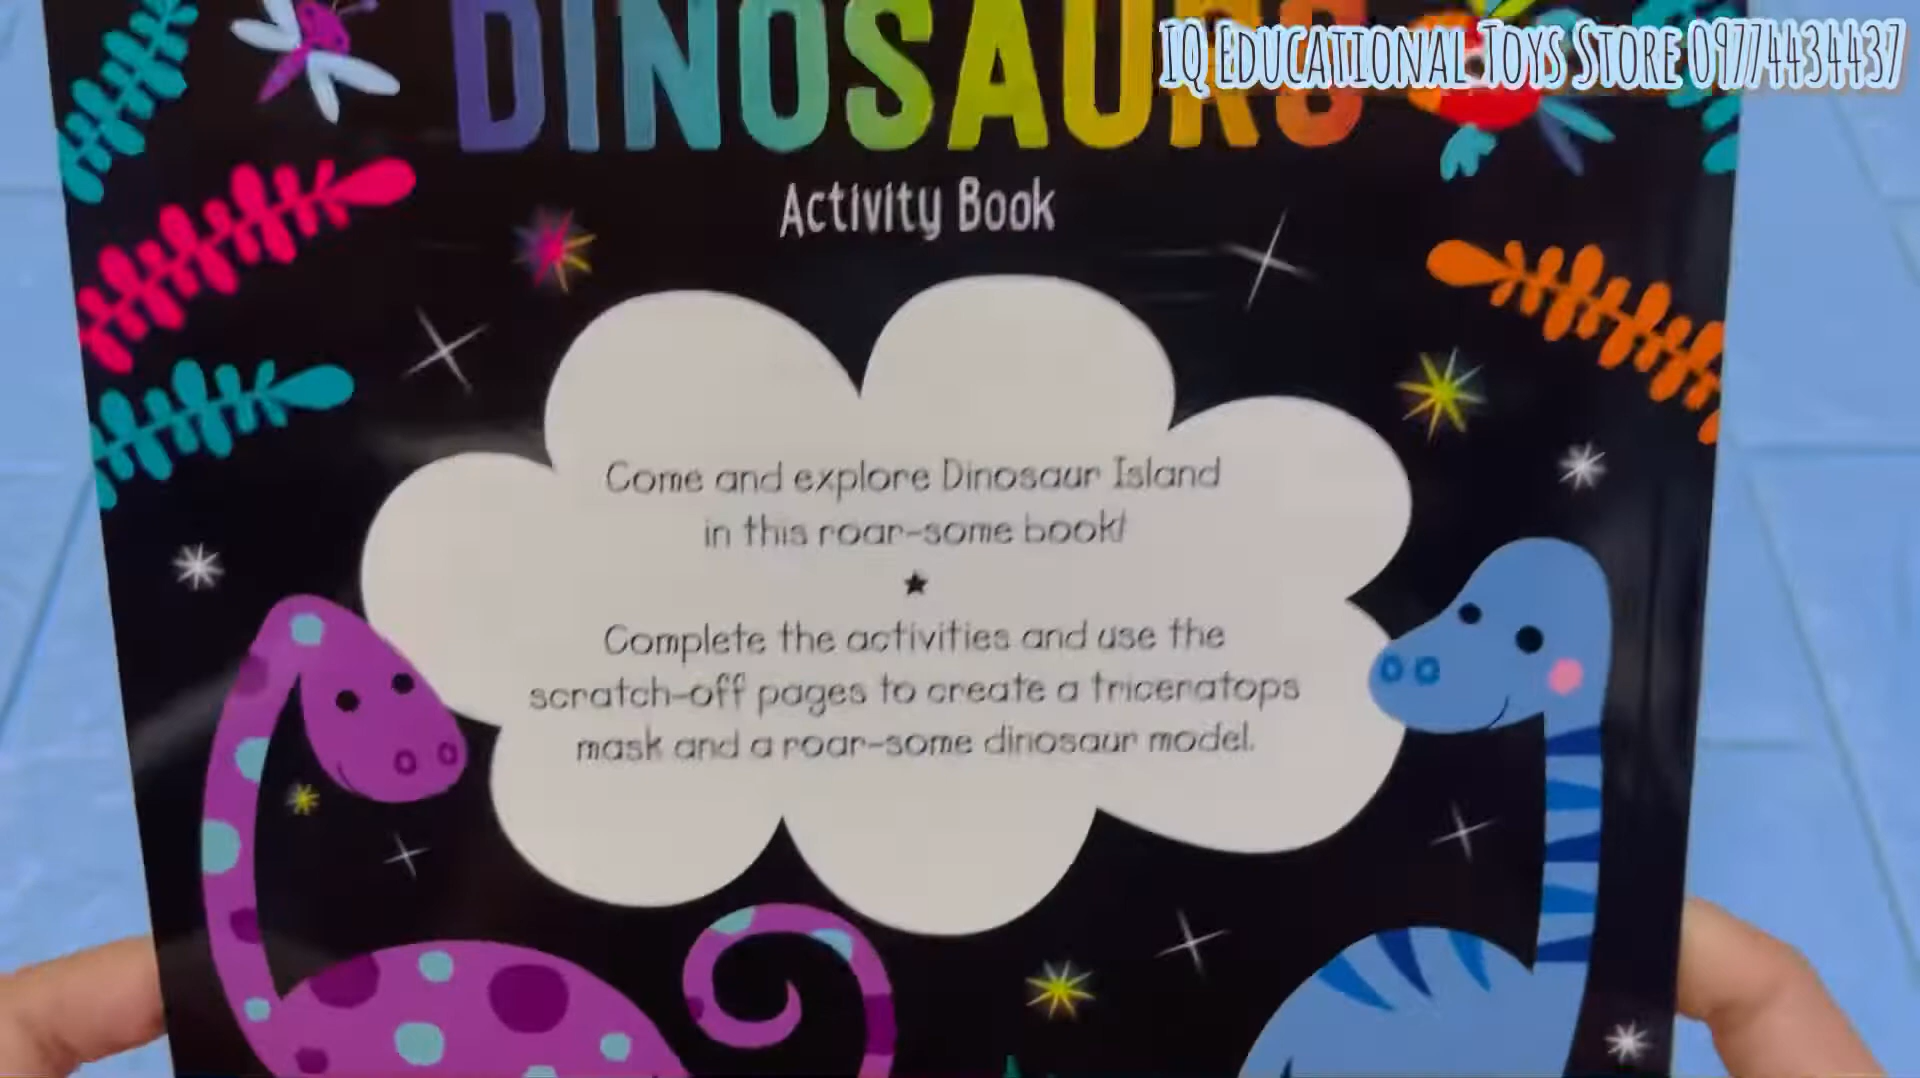 IQ EDUCATIONAL TOYS STORE 09774434437
DINOSAURS
Activity Book
Come and explore Dinosaur Island
in this roar-some book!
Complete the activities and use the
scratch-off pages to create a triceratops
mask and a roar-some dinosaur model.